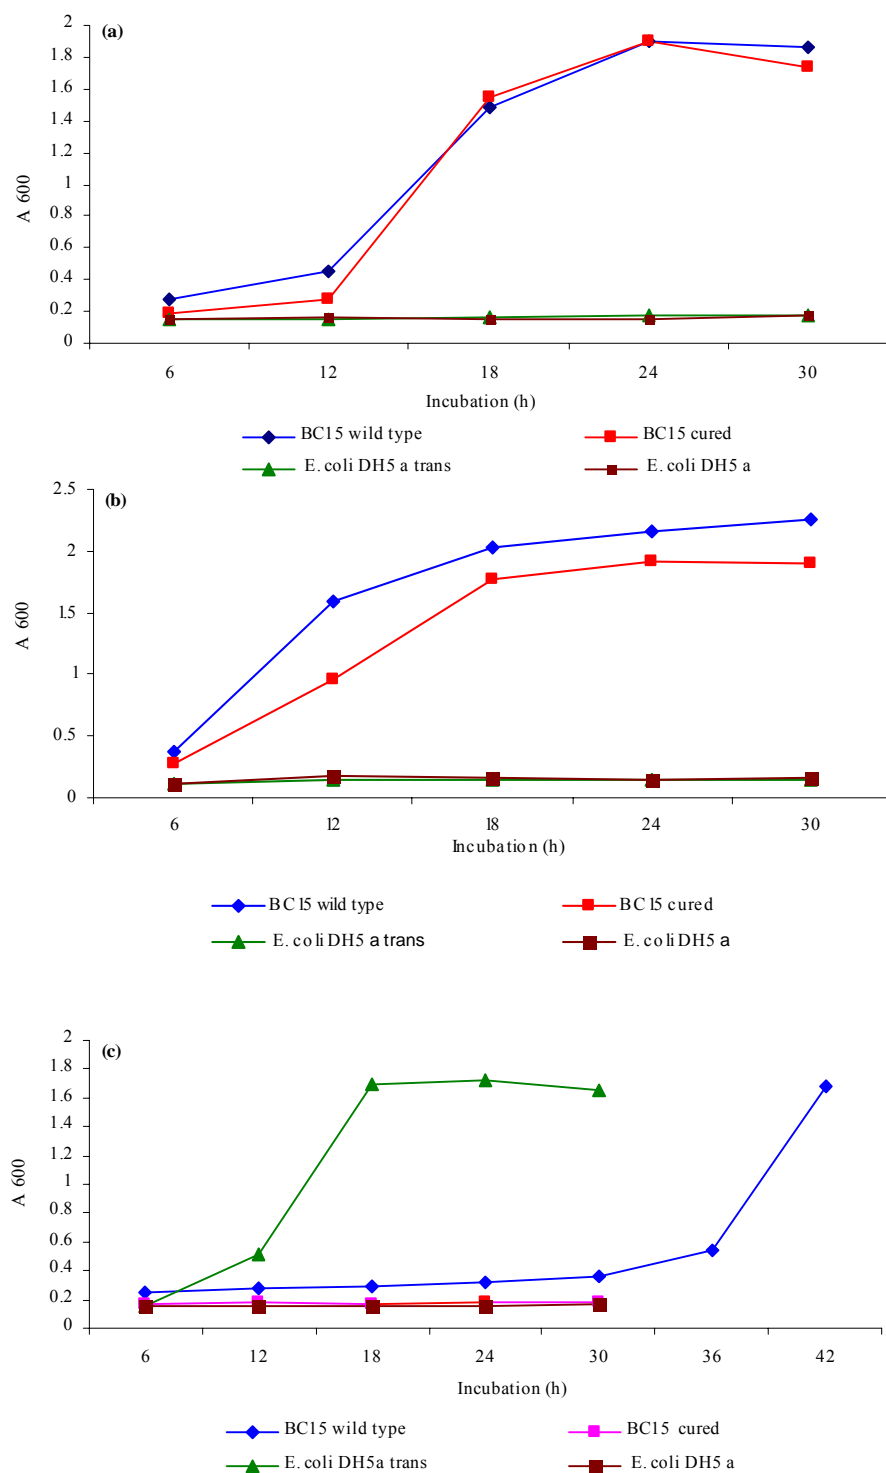 (a)
2
1.8
1.6
1.4
1.2
1
0.8
0.6
0.4
0.2
0
A 600
6 12 18 24 30
Incubation (h)
BC15 wild type BC15 cured
E. coli DH5 a trans E. coli DH5 a
(b)
2.5
2
1.5
1
0.5
0
A 600
6 12 18 24 30
Incubation (h)
BC15 wild type BC15 cured
E. coli DH5 a trans E. coli DH5 a
(c)
2
1.8
1.6
1.4
1.2
1
0.8
0.6
0.4
0.2
0
A 600
6 12 18 24 30 36 42
Incubation (h)
BC15 wild type BC15 cured
E. coli DH5a trans E. coli DH5 a